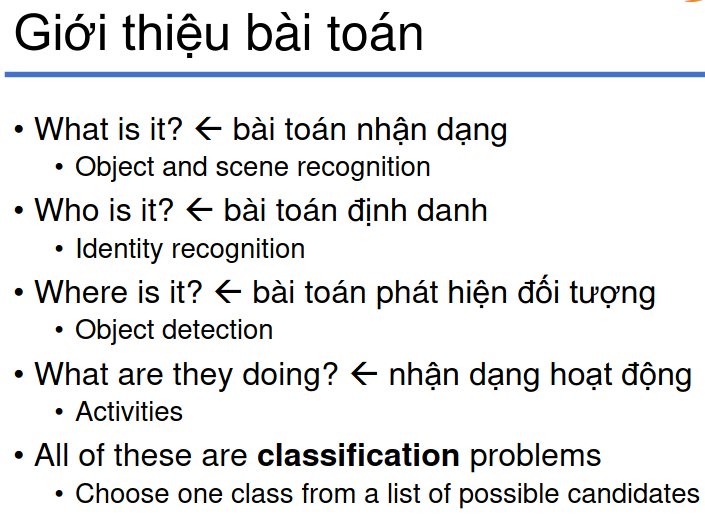 Giới thiệu bài toán
• What is it? ← bài toán nhận dạng
• Object and scene recognition
• Who is it? ← bài toán định danh
• Identity recognition
• Where is it? ← bài toán phát hiện đối tượng
• Object detection
• What are they doing? ← nhận dạng hoạt động
• Activities
• All of these are classification problems
• Choose one class from a list of possible candidates